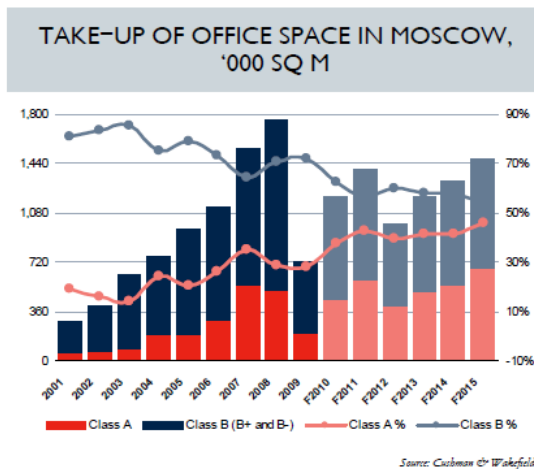 TAKE-UP OF OFFICE SPACE IN MOSCOW,
‘000 SQ M
1,800 90%
1,440 70%
1,080 50%
720 30%
360 10%
0 -10%
2001 2002 2003 2004 2005 2006 2007 2008 2009 F2010 F2011 F2012 F2013 F2014 F2015
Class A Class B (B+ and B-) Class A % Class B %
Source: Cushman & Wakefield